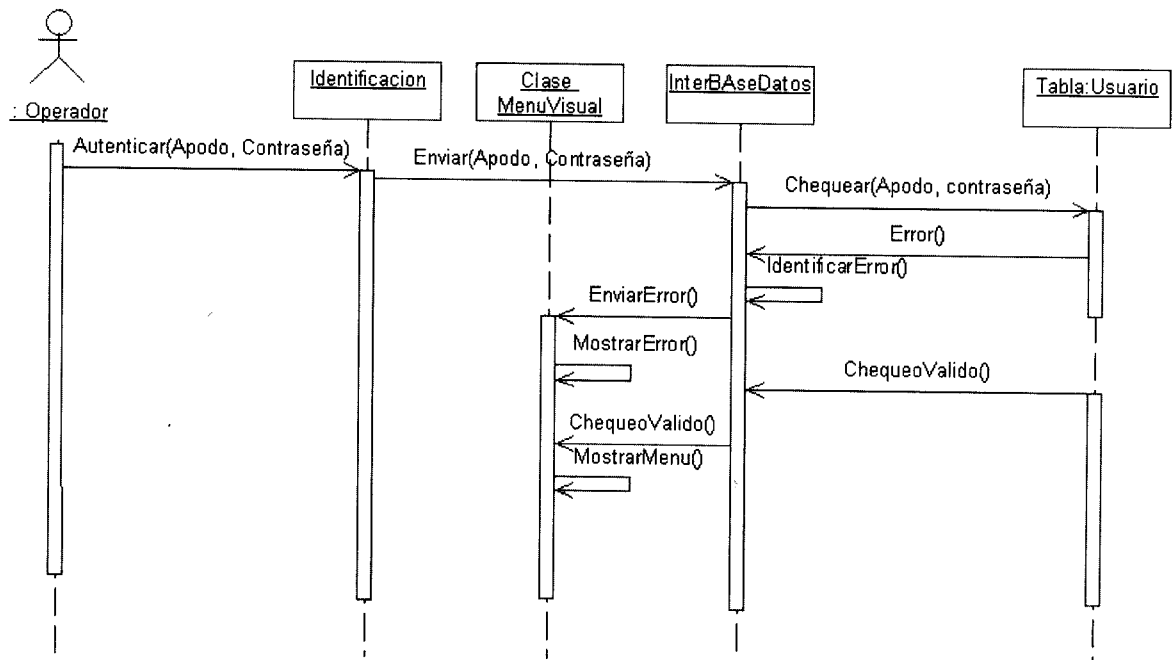 : Operador
Identificacion
Clase
MenuVisual
InterBAseDatos
Tabla:Usuario
Autenticar(Apodo, Contraseña)
Enviar(Apodo, Contraseña)
Chequear(Apodo, contraseña)
Error()
IdentificarError()
EnviarError()
MostrarError()
ChequeoValido()
ChequeoValido()
MostrarMenu()